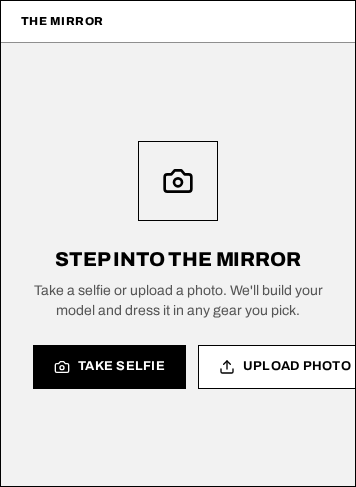 THE MIRROR
STEP INTO THE MIRROR
Take a selfie or upload a photo. We'll build your
model and dress it in any gear you pick.
TAKE SELFIE
UPLOAD PHOTO